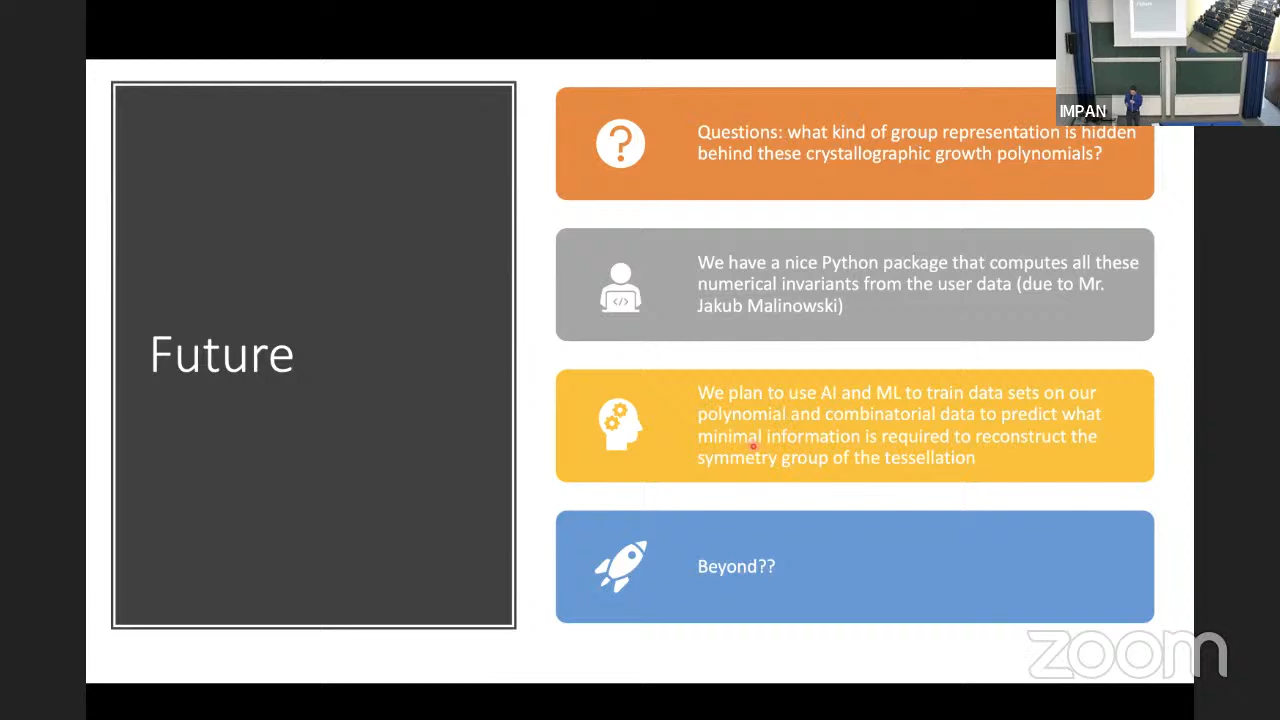 IMPAN
Future
Questions: what kind of group representation is hidden
behind these crystallographic growth polynomials?
We have a nice Python package that computes all these
numerical invariants from the user data (due to Mr.
Jakub Malinowski)
We plan to use AI and ML to train data sets on our
polynomial and combinatorial data to predict what
minimal information is required to reconstruct the
symmetry group of the tessellation
Beyond??
zoom